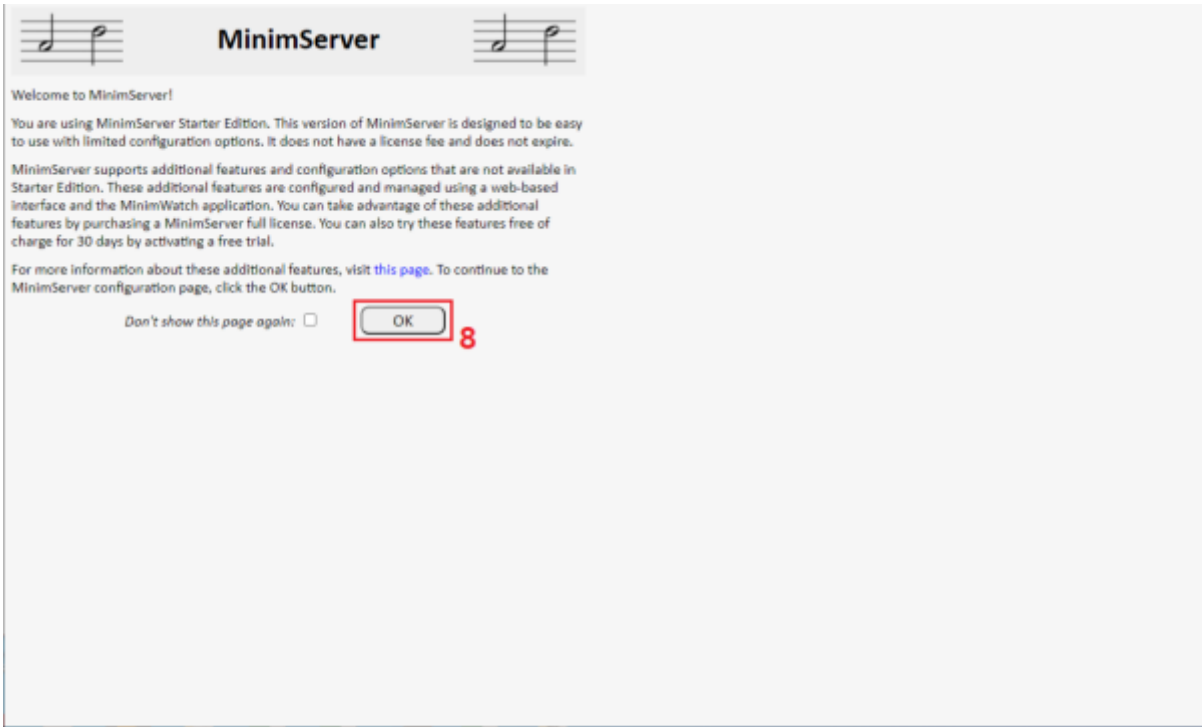 MinimServer
Welcome to MinimServer!
You are using MinimServer Starter Edition. This version of MinimServer is designed to be easy
to use with limited configuration options. It does not have a license fee and does not expire.
MinimServer supports additional features and configuration options that are not available in
Starter Edition. These additional features are configured and managed using a web-based
interface and the MinimWatch application. You can take advantage of these additional
features by purchasing a MinimServer full license. You can also try these features free of
charge for 30 days by activating a free trial.
For more information about these additional features, visit this page. To continue to the
MinimServer configuration page, click the OK button.
Don't show this page again: OK
8